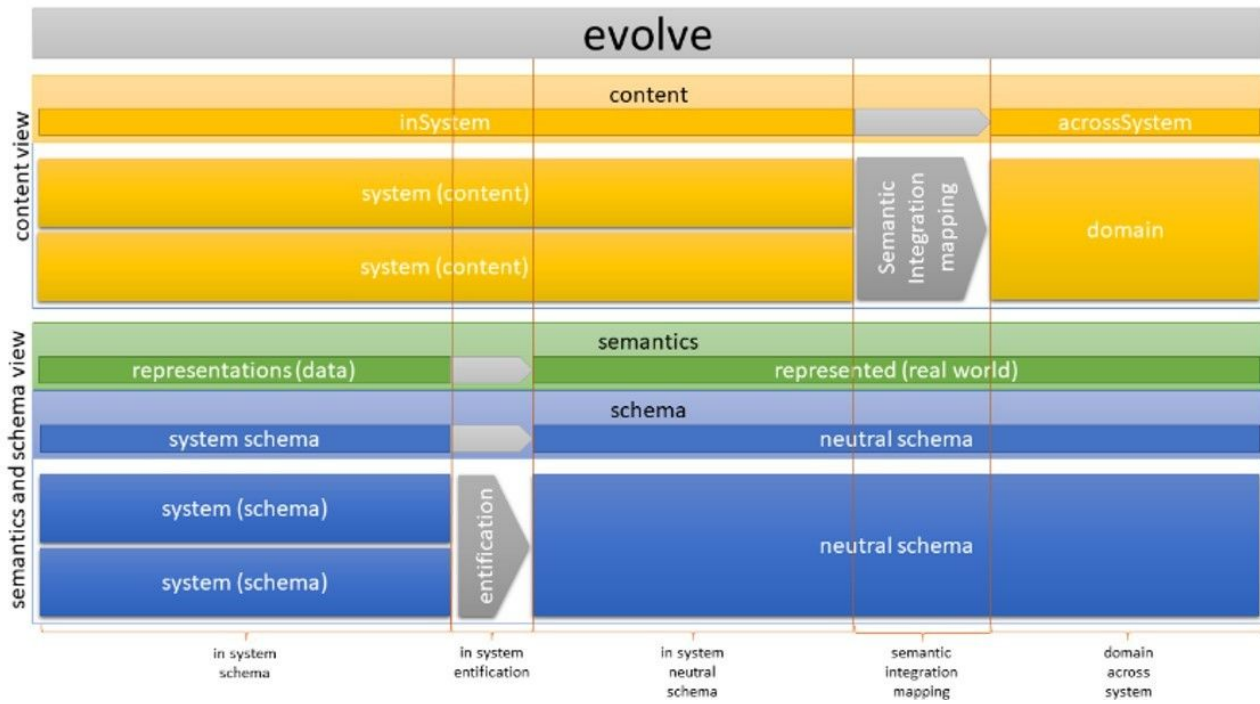 evolve
content view
content
inSystem
acrossSystem
system (content)
system (content)
Semantic
Integration
mapping
domain
semantics and schema view
semantics
representations (data)
represented (real world)
schema
system schema
neutral schema
system (schema)
system (schema)
entification
neutral schema
in system
schema
in system
entification
in system
neutral
schema
semantic
integration
mapping
domain
across
system